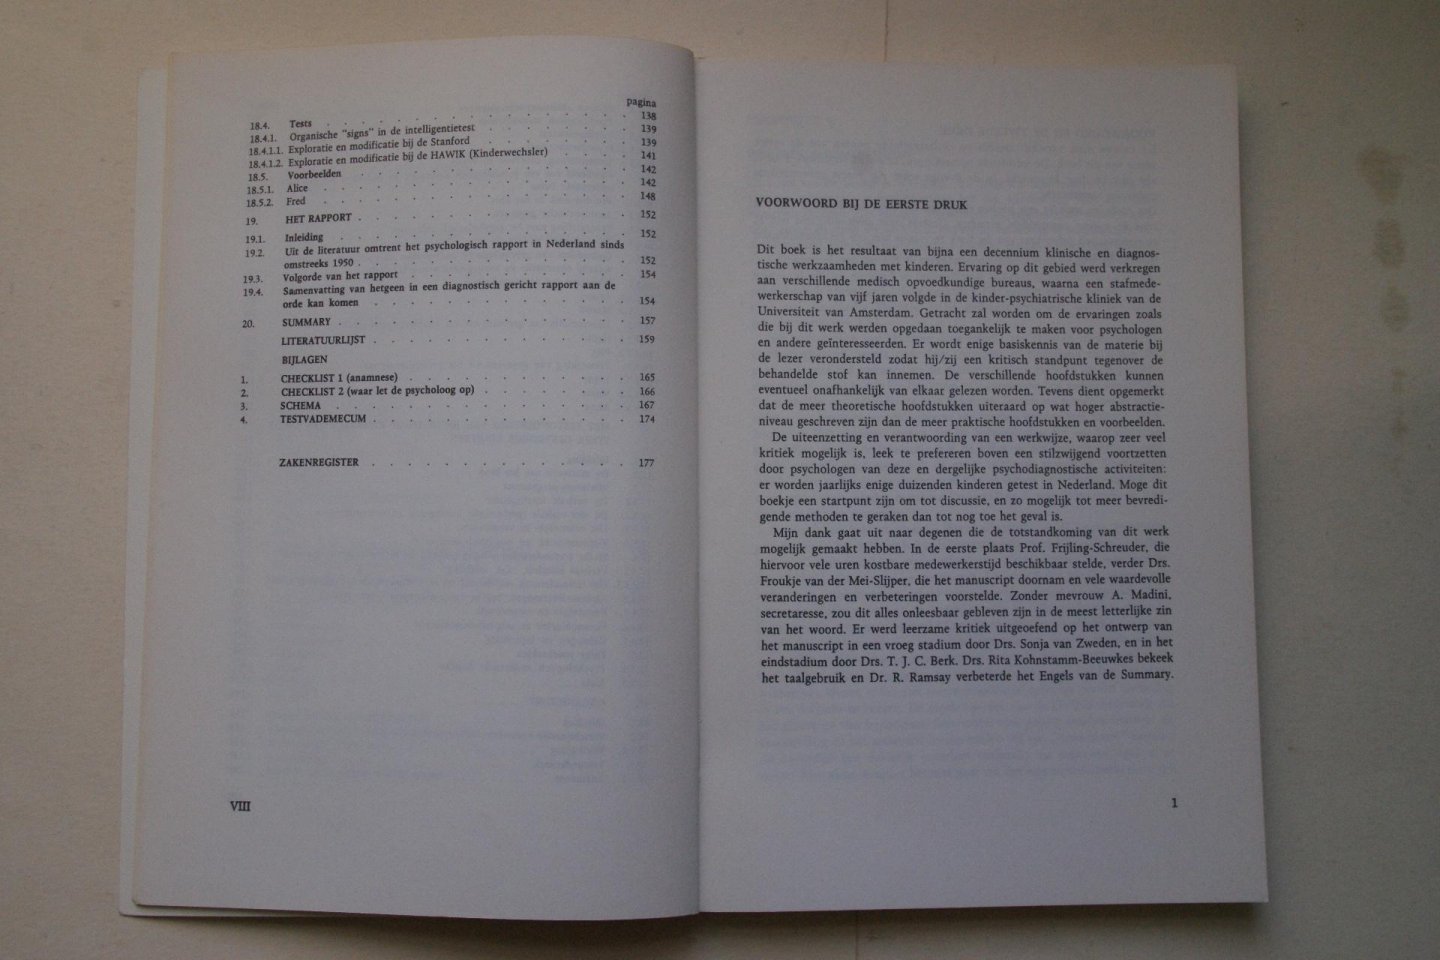 pagina
18.4. Tests . . . . . . . . . . . . . . 138
18.4.1. Organische "signs" in de intelligentietest . . . . . . . 139
18.4.1.1. Exploratie en modificatie bij de Stanford . . . . . . . 139
18.4.1.2. Exploratie en modificatie bij de HAWIK (Kinderwechsler) . . . . 141
18.5. Voorbeelden . . . . . . . . . . . . . 142
18.5.1. Alice . . . . . . . . . . . . . . 142
18.5.2. Fred . . . . . . . . . . . . . . 148
19. HET RAPPORT . . . . . . . . . . . . . 152
19.1. Inleiding . . . . . . . . . . . . . . 152
19.2. Uit de literatuur omtrent het psychologisch rapport in Nederland sinds
omstreeks 1950 . . . . . . . . . . . . . 152
19.3. Volgorde van het rapport . . . . . . . . . . . 154
19.4. Samenvatting van hetgeen in een diagnostisch gericht rapport aan de
orde kan komen . . . . . . . . . . . . 154
20. SUMMARY . . . . . . . . . . . . . . 157
LITERATUURLIJST . . . . . . . . . . . . 159
BIJLAGEN
1. CHECKLIST 1 (anamnese) . . . . . . . . . . . 165
2. CHECKLIST 2 (waar let de psycholoog op) . . . . . . . 166
3. SCHEMA . . . . . . . . . . . . . . 167
4. TESTVADEMECUM . . . . . . . . . . . . 174
ZAKENREGISTER . . . . . . . . . . . . 177
VIII
VOORWOORD BIJ DE EERSTE DRUK
Dit boek is het resultaat van bijna een decennium klinische en diagnos-
tische werkzaamheden met kinderen. Ervaring op dit gebied werd verkregen
aan verschillende medisch opvoedkundige bureaus, waarna een stafmede-
werkerschap van vijf jaren volgde in de kinder-psychiatrische kliniek van de
Universiteit van Amsterdam. Getracht zal worden om de ervaringen zoals
die bij dit werk werden opgedaan toegankelijk te maken voor psychologen
en andere geïnteresseerden. Er wordt enige basiskennis van de materie bij
de lezer verondersteld zodat hij/zij een kritisch standpunt tegenover de
behandelde stof kan innemen. De verschillende hoofdstukken kunnen
eventueel onafhankelijk van elkaar gelezen worden. Tevens dient opgemerkt
dat de meer theoretische hoofdstukken uiteraard op wat hoger abstractie-
niveau geschreven zijn dan de meer praktische hoofdstukken en voorbeelden.
De uiteenzetting en verantwoording van een werkwijze, waarop zeer veel
kritiek mogelijk is, leek te prefereren boven een stilzwijgend voortzetten
door psychologen van deze en dergelijke psychodiagnostische activiteiten:
er worden jaarlijks enige duizenden kinderen getest in Nederland. Moge dit
boekje een startpunt zijn om tot discussie, en zo mogelijk tot meer bevredi-
gende methoden te geraken dan tot nog toe het geval is.
Mijn dank gaat uit naar degenen die de totstandkoming van dit werk
mogelijk gemaakt hebben. In de eerste plaats Prof. Frijling-Schreuder, die
hiervoor vele uren kostbare medewerkerstijd beschikbaar stelde, verder Drs.
Froukje van der Mei-Slijper, die het manuscript doornam en vele waardevolle
veranderingen en verbeteringen voorstelde. Zonder mevrouw A. Madini,
secretaresse, zou dit alles onleesbaar gebleven zijn in de meest letterlijke zin
van het woord. Er werd leerzame kritiek uitgeoefend op het ontwerp van
het manuscript in een vroeg stadium door Drs. Sonja van Zweden, en in het
eindstadium door Drs. T. J. C. Berk. Drs. Rita Kohnstamm-Beeuwkes bekeek
het taalgebruik en Dr. R. Ramsay verbeterde het Engels van de Summary.
1